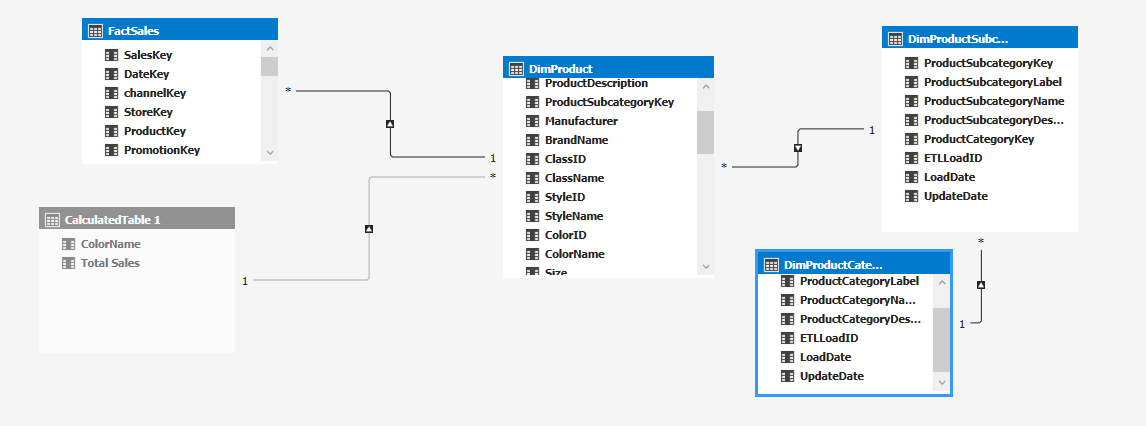 FactSales
SalesKey
DateKey
channelKey
StoreKey
ProductKey
PromotionKey
*
1
CalculatedTable 1
ColorName
Total Sales
1
*
DimProduct
ProductDescription
ProductSubcategoryKey
Manufacturer
BrandName
ClassID
ClassName
StyleID
StyleName
ColorID
ColorName
Size
*
1
DimProductSubc...
ProductSubcategoryKey
ProductSubcategoryLabel
ProductSubcategoryName
ProductSubcategoryDes...
ProductCategoryKey
ETLLoadID
LoadDate
UpdateDate
*
1
DimProductCate...
ProductCategoryLabel
ProductCategoryNa...
ProductCategoryDes...
ETLLoadID
LoadDate
UpdateDate